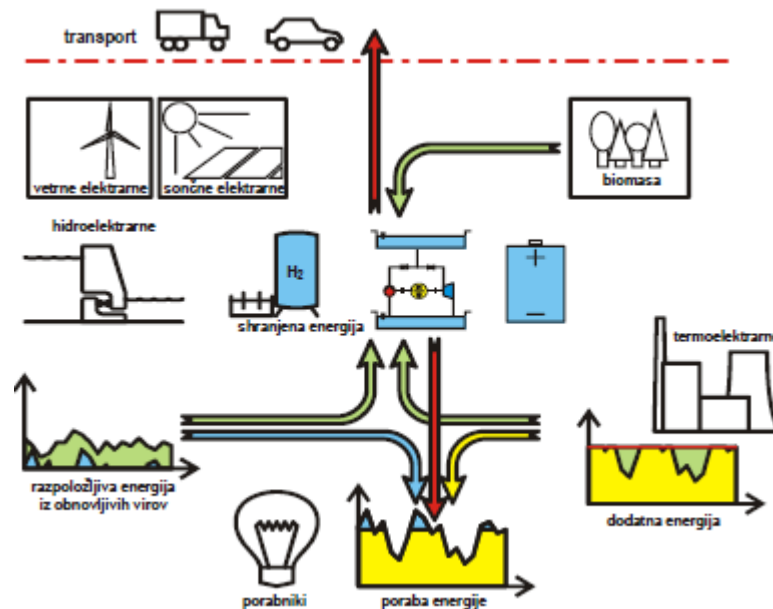 transport
vetrne elektrarne
sončne elektrarne
biomasa
hidroelektrarne
H₂
shranjena energija
+
−
termoelektrarne
razpoložljiva energija
iz obnovljivih virov
dodatna energija
porabniki
poraba energije